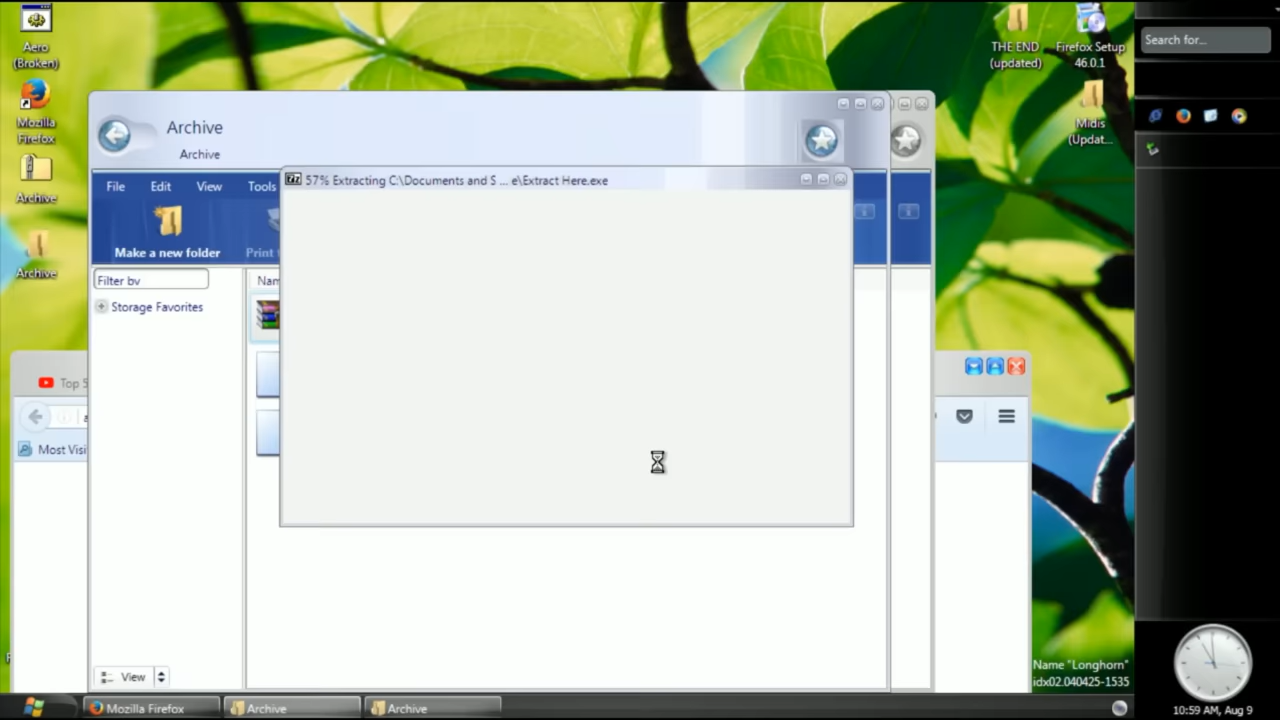 Aero
(Broken)
Mozilla
Firefox
Archive
Archive
THE END
(updated)
Firefox Setup
46.0.1
Midis
(Updat...
Search for...
Archive
Archive
File Edit View Tools
Make a new folder
Print
Filter by
Storage Favorites
57% Extracting C:\Documents and S ... e\Extract Here.exe
Top
Most Visi
View
Name "Longhorn"
idx02.040425-1535
Mozilla Firefox
Archive
Archive
10:59 AM, Aug 9